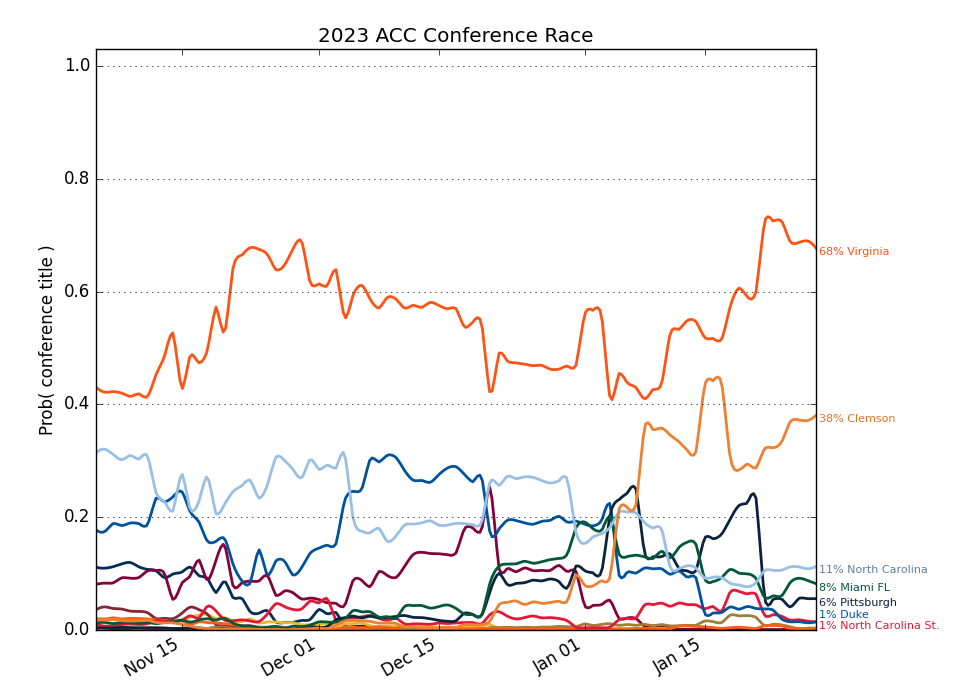 2023 ACC Conference Race
Prob( conference title )
1.0
0.8
0.6
0.4
0.2
0.0
68% Virginia
38% Clemson
11% North Carolina
8% Miami FL
6% Pittsburgh
1% Duke
1% North Carolina St.
Nov 15
Dec 01
Dec 15
Jan 01
Jan 15